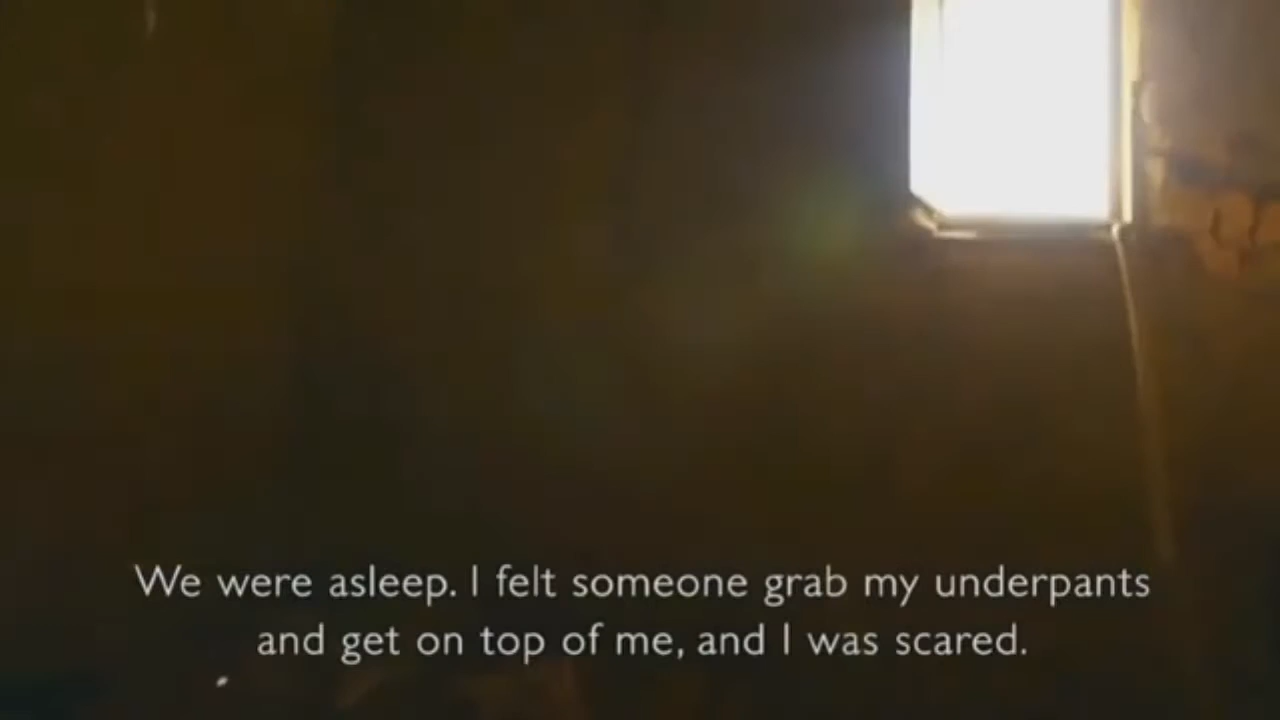 We were asleep. I felt someone grab my underpants
and get on top of me, and I was scared.